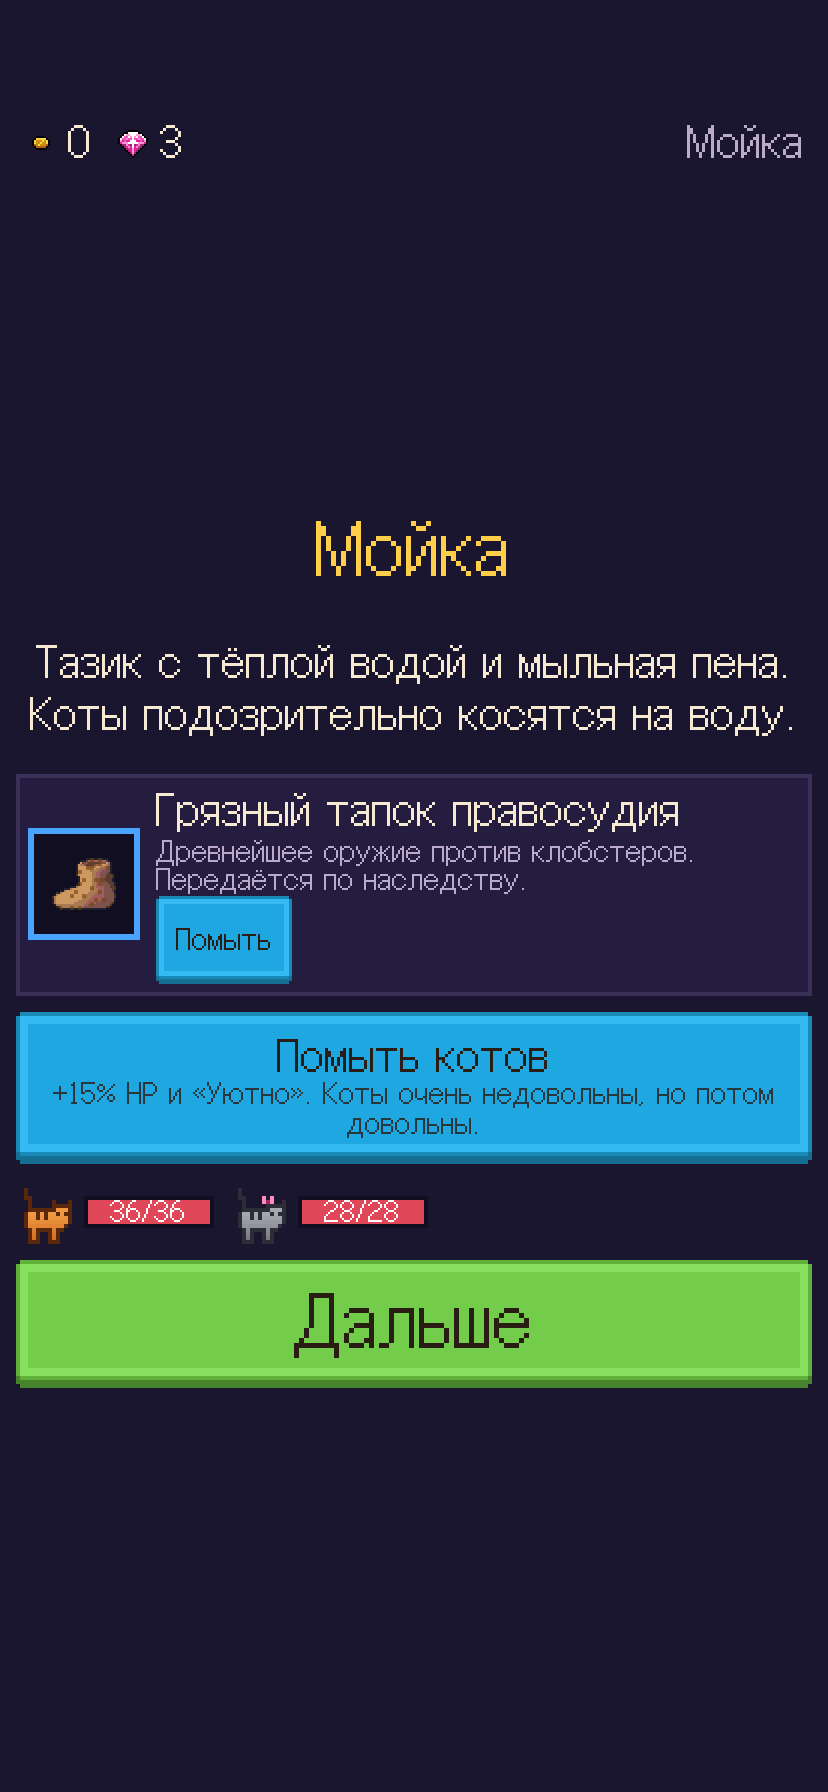 0 3 Мойка
Мойка
Тазик с тёплой водой и мыльная пена.
Коты подозрительно косятся на воду.
Грязный тапок правосудия
Древнейшее оружие против клобстеров.
Передаётся по наследству.
Помыть
Помыть котов
+15% HP и «Уютно». Коты очень недовольны, но потом
довольны.
36/36 28/28
Дальше